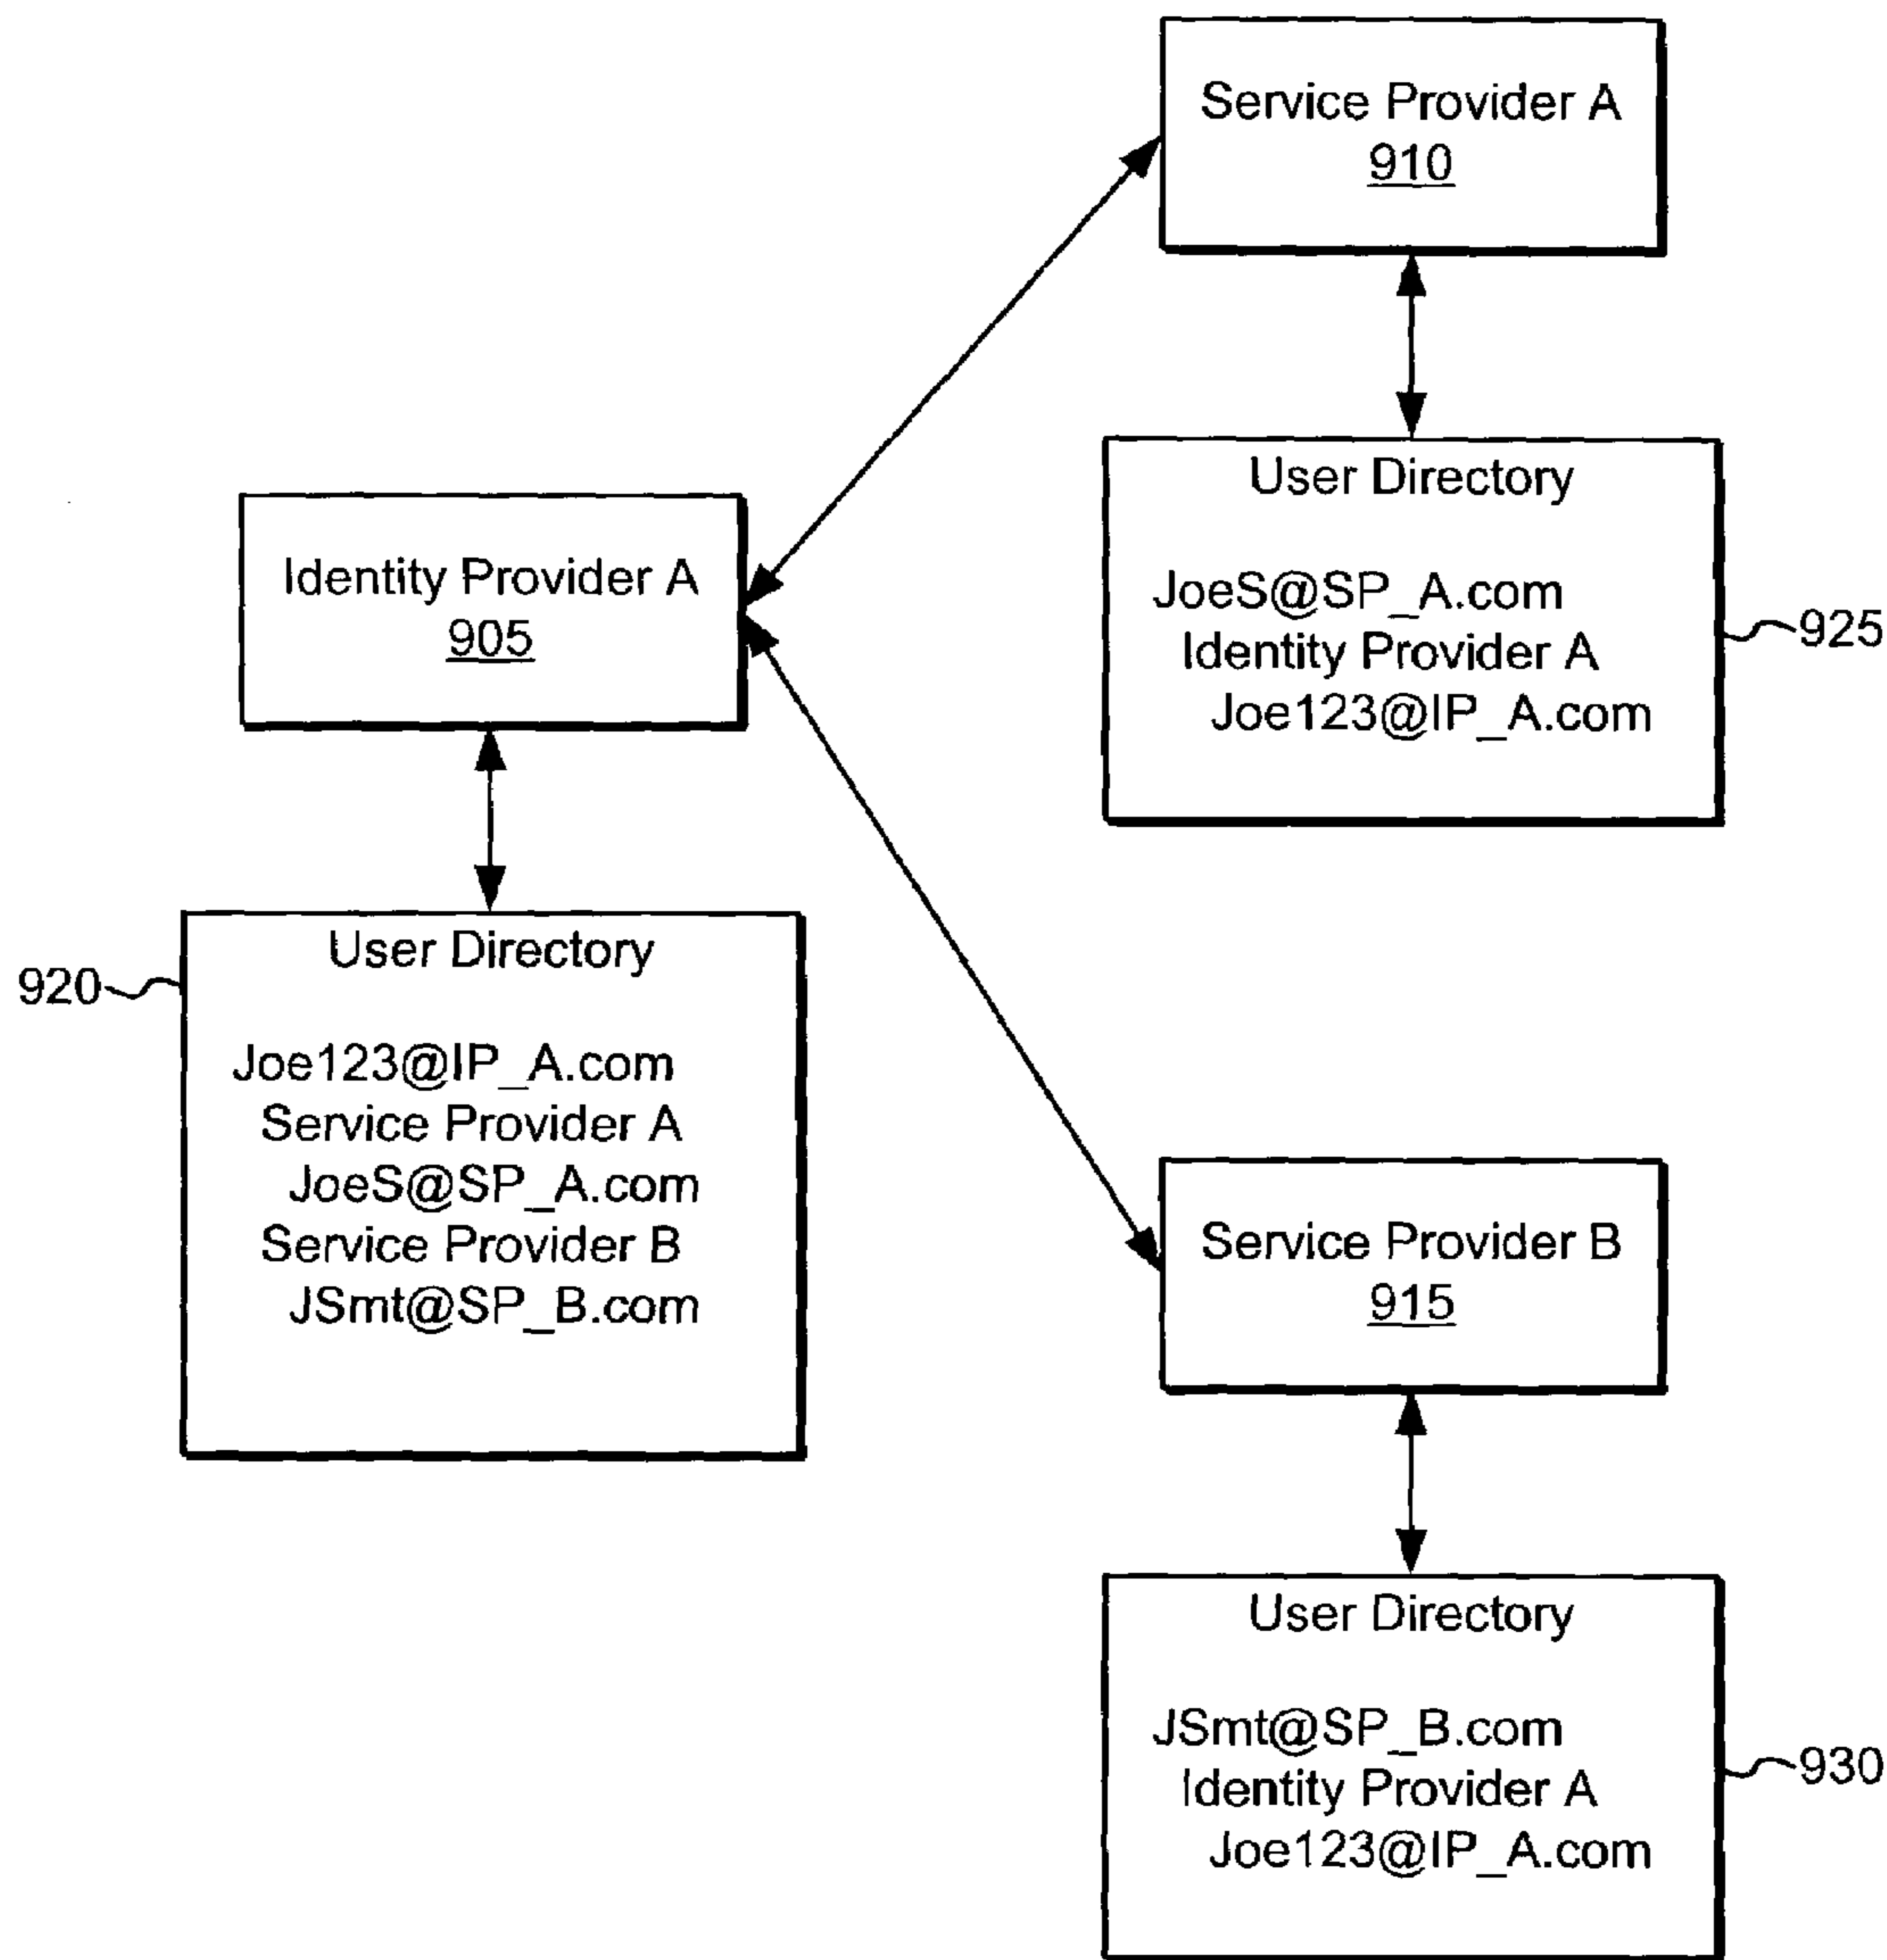 Service Provider A
910
User Directory
JoeS@SP_A.com
Identity Provider A
Joe123@IP_A.com
925
Identity Provider A
905
User Directory
920
Joe123@IP_A.com
Service Provider A
JoeS@SP_A.com
Service Provider B
JSmt@SP_B.com
Service Provider B
915
User Directory
JSmt@SP_B.com
Identity Provider A
Joe123@IP_A.com
930